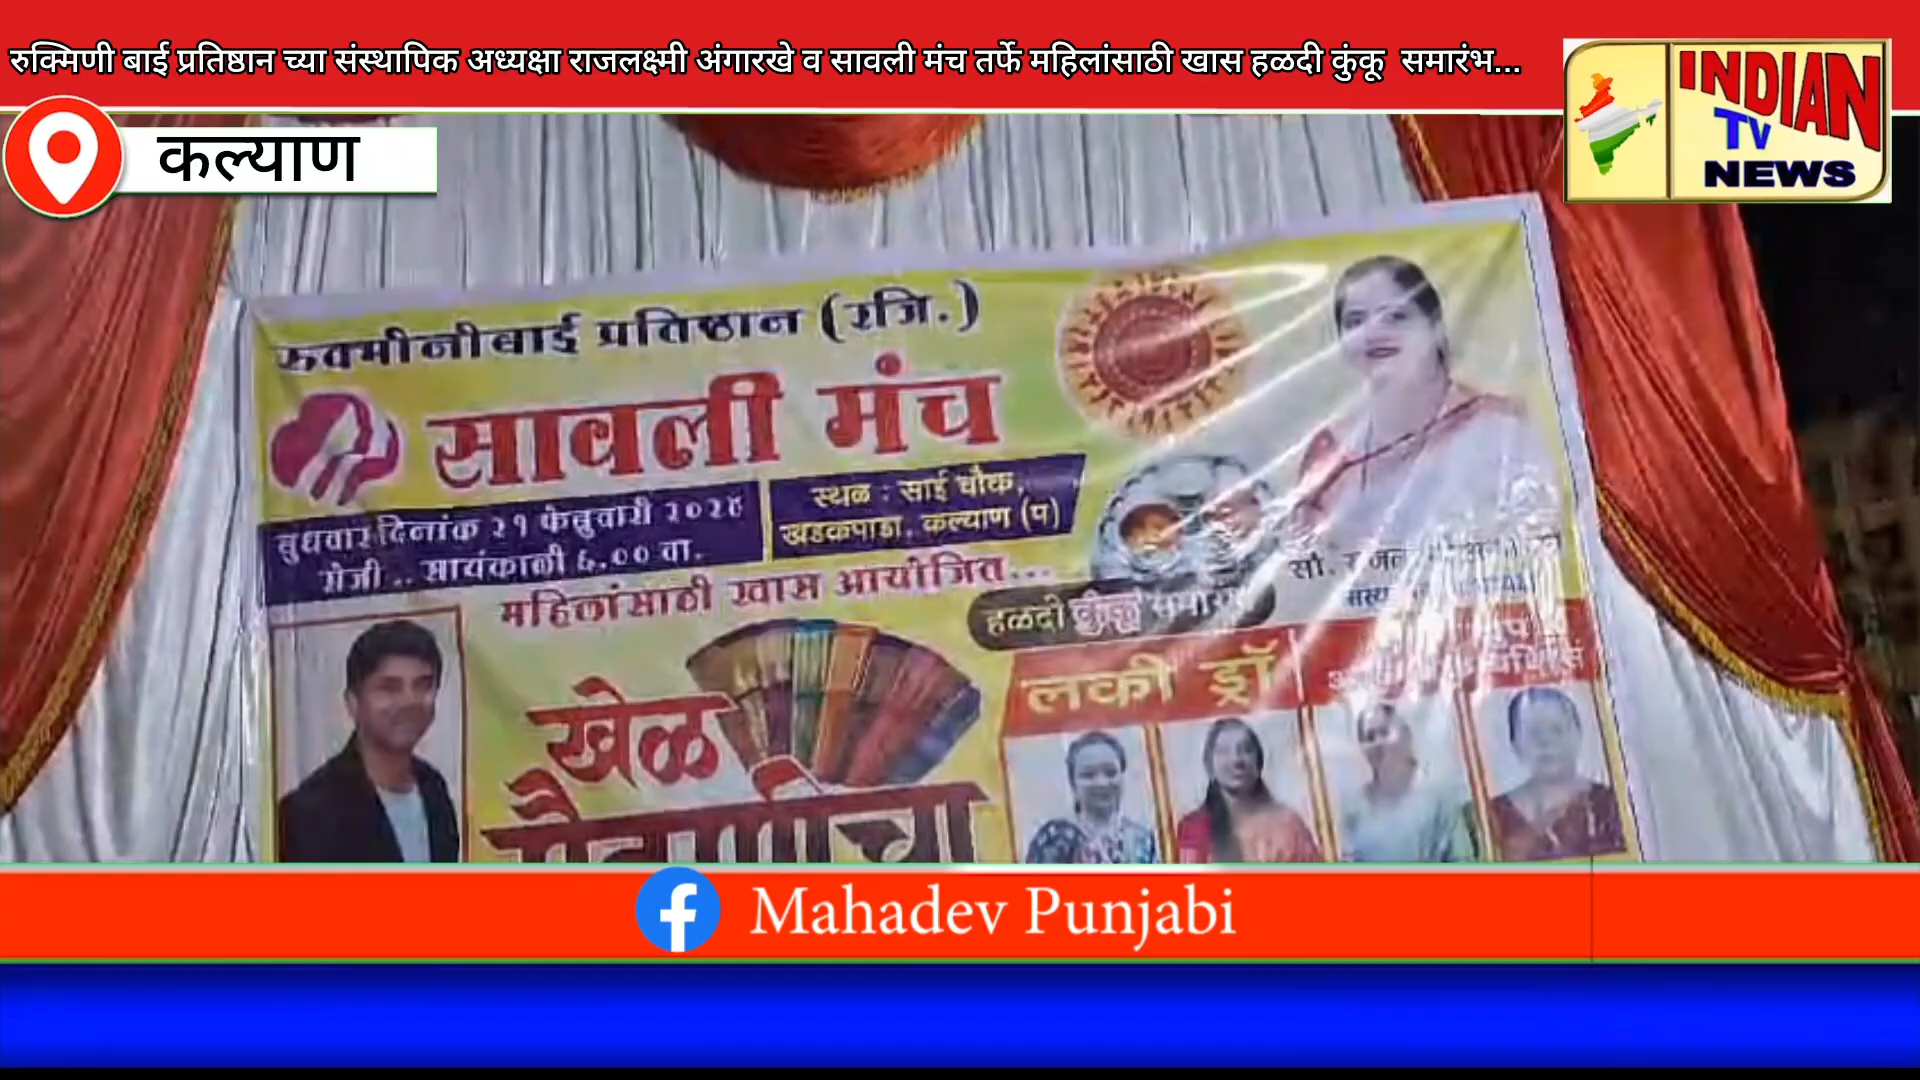 रुक्मिणी बाई प्रतिष्ठान च्या संस्थापिक अध्यक्षा राजलक्ष्मी अंगारखे व सावली मंच तर्फे महिलांसाठी खास हळदी कुंकू समारंभ...
INDIAN
TV
NEWS
कल्याण
रुक्मीनीबाई प्रतिष्ठान (रजि.)
सावली मंच
बुधवार दिनांक २१ फेब्रुवारी
रोजी .. सायंकाळी ६.०० वा.
स्थळ : साई चौक,
खडकपाडा, कल्याण (प)
महिलांसाठी खास आयोजित...
हळदी कुंकू समारंभ
सौ.
खेळ
पैठणीचा
लकी ड्रॉ
Mahadev Punjabi